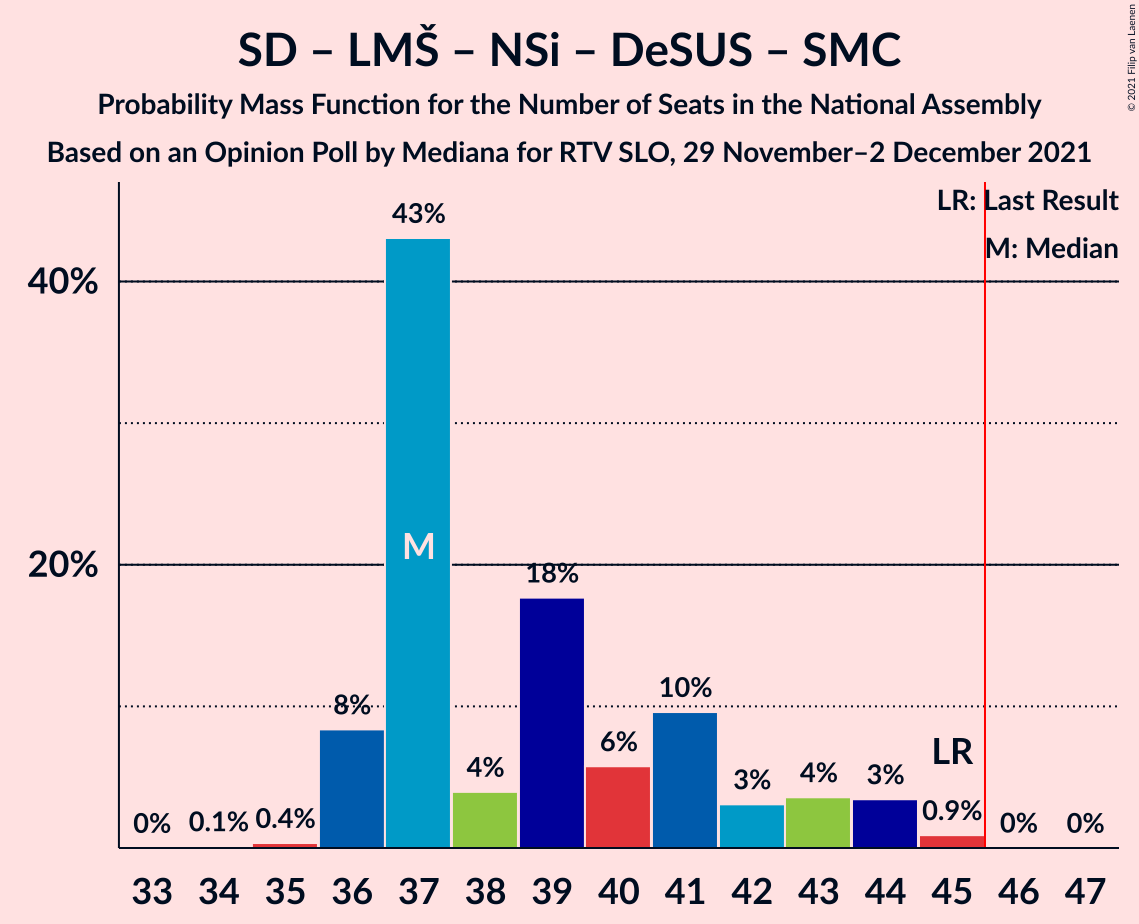 SD – LMŠ – NSi – DeSUS – SMC
Probability Mass Function for the Number of Seats in the National Assembly
Based on an Opinion Poll by Mediana for RTV SLO, 29 November–2 December 2021
© 2021 Filip van Laenen
LR: Last Result
M: Median
40%
20%
0%
0.1%
0.4%
8%
43%
M
4%
18%
6%
10%
3%
4%
3%
LR
0.9%
0%
0%
33 34 35 36 37 38 39 40 41 42 43 44 45 46 47